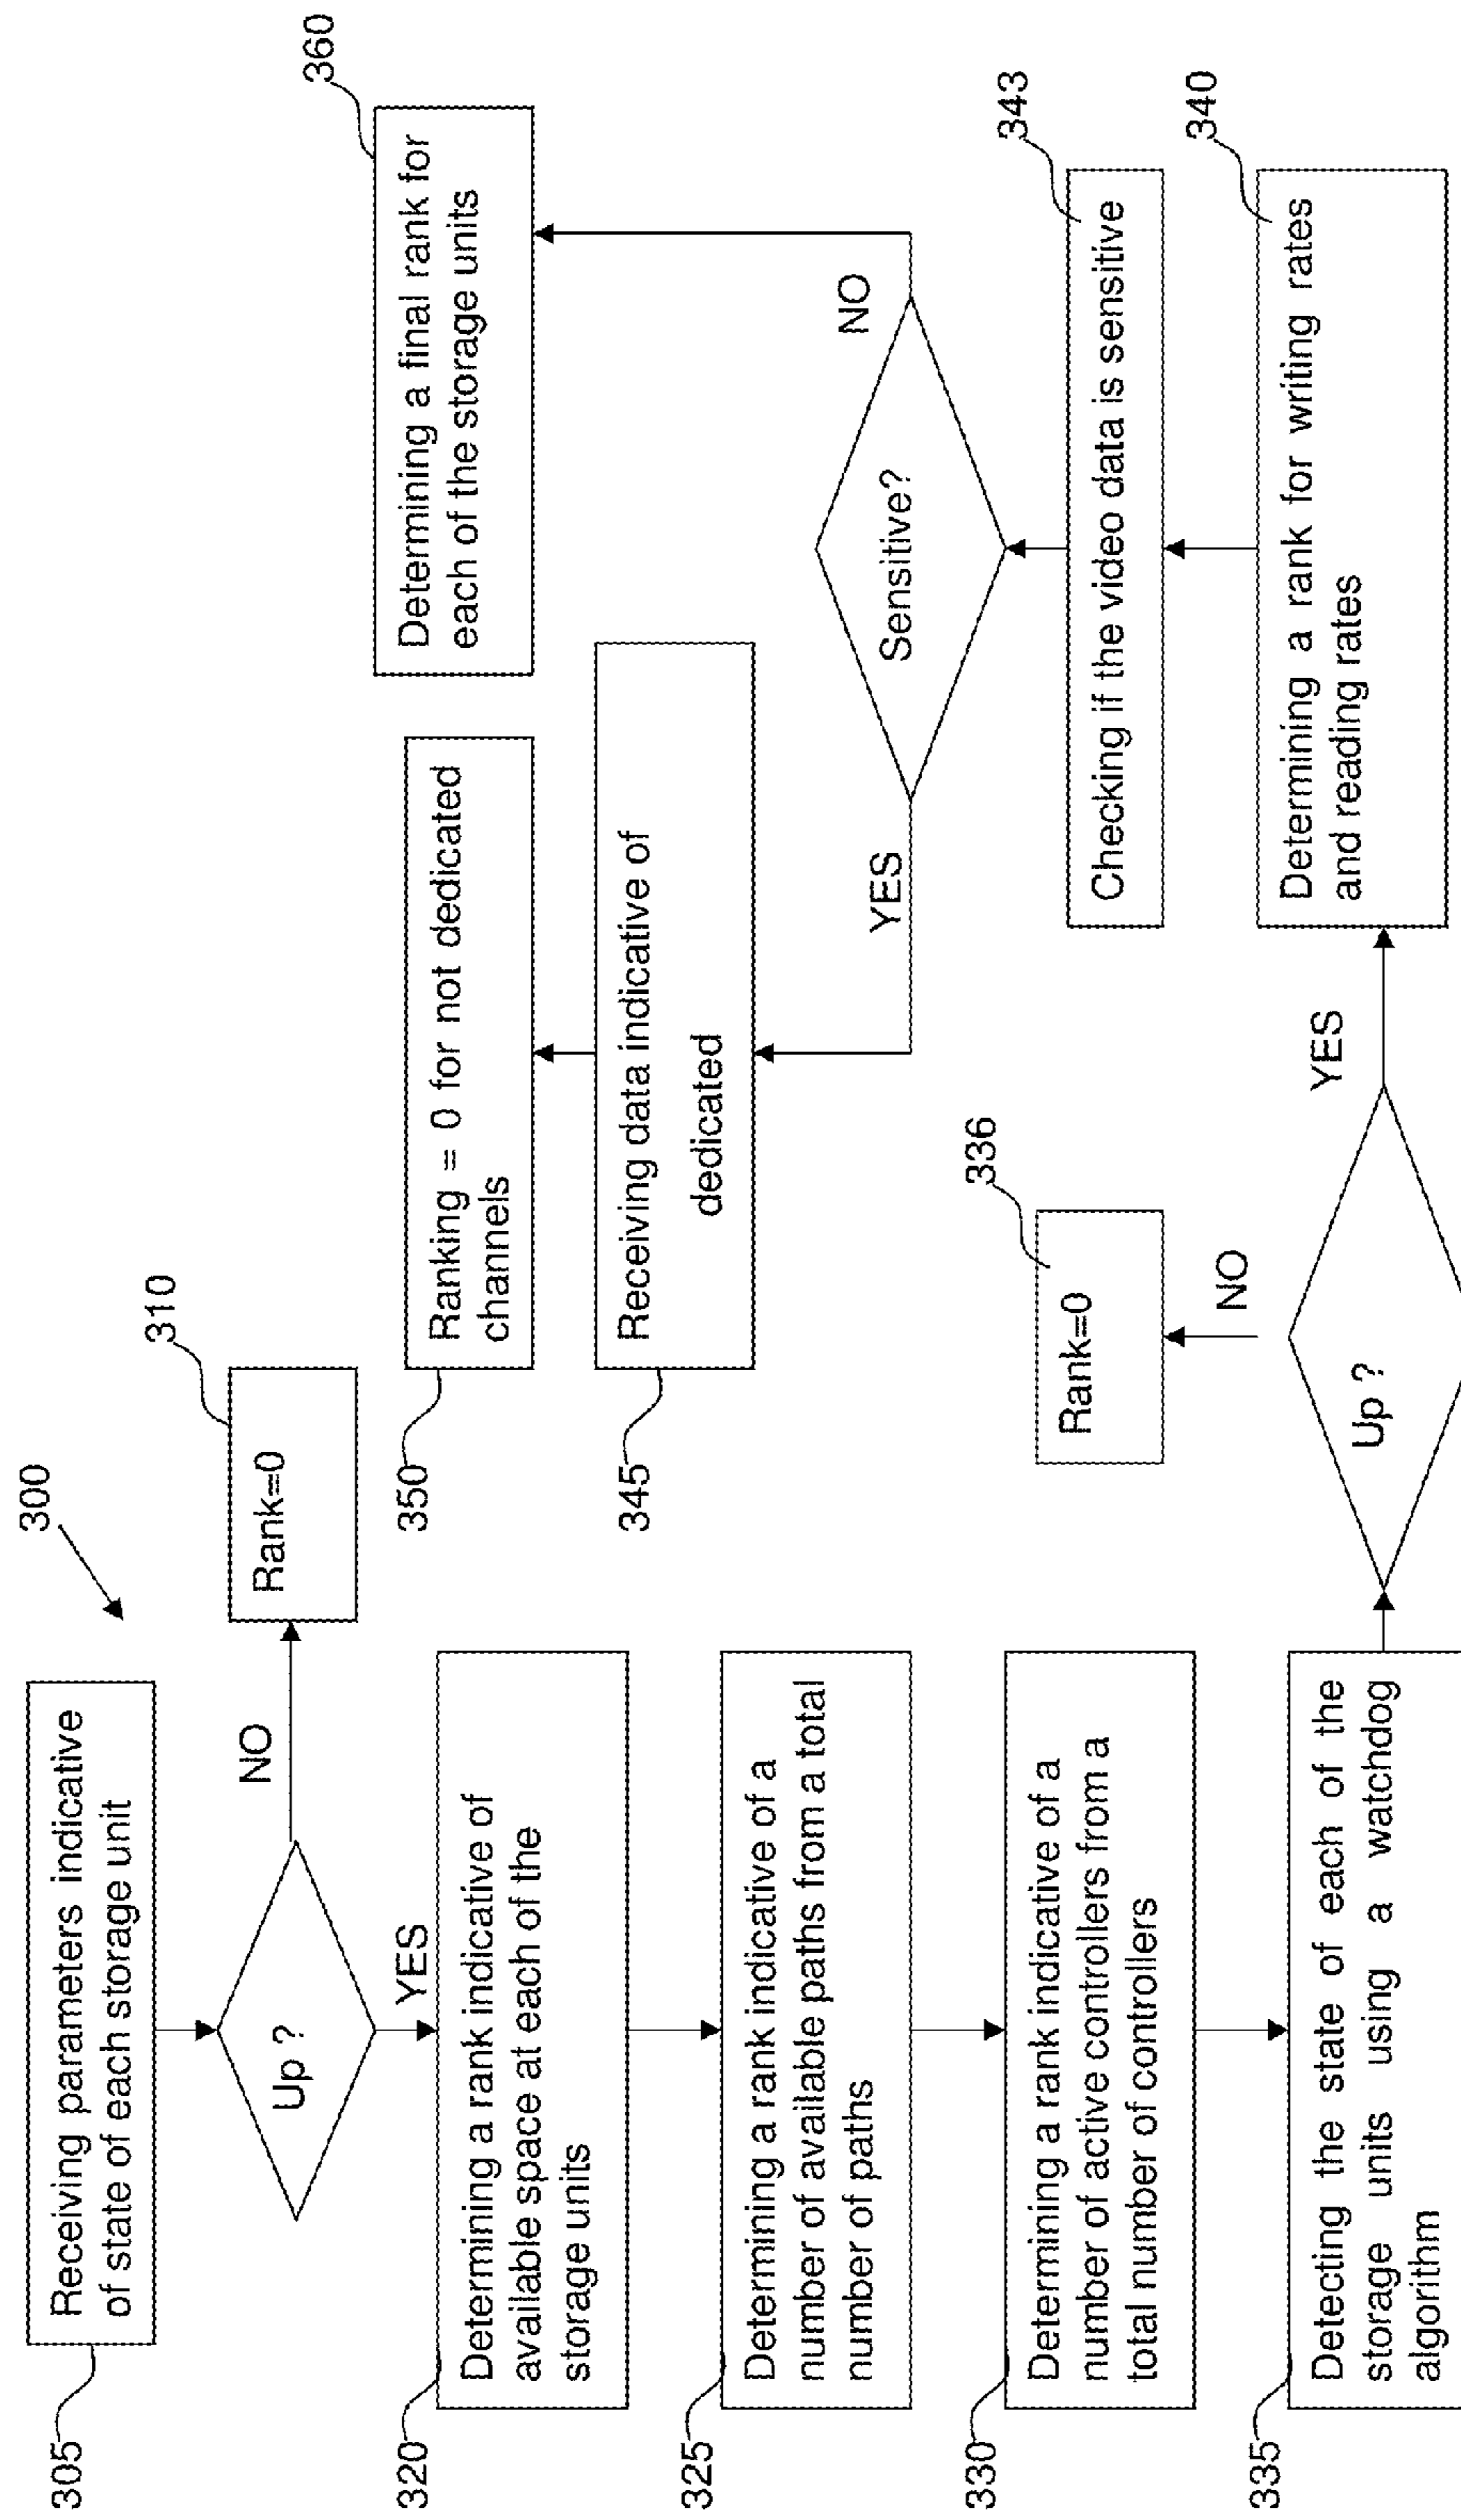 300
305
Receiving parameters indicative
of state of each storage unit
Up ?
NO
310
Rank=0
YES
320
Determining a rank indicative of
available space at each of the
storage units
325
Determining a rank indicative of a
number of available paths from a total
number of paths
330
Determining a rank indicative of a
number of active controllers from a
total number of controllers
335
Detecting the state of each of the
storage units using a watchdog
algorithm
Up ?
NO
336
Rank=0
YES
340
Determining a rank for writing rates
and reading rates
343
Checking if the video data is sensitive
Sensitive?
YES
345
Receiving data indicative of
dedicated
350
Ranking = 0 for not dedicated
channels
NO
360
Determining a final rank for
each of the storage units